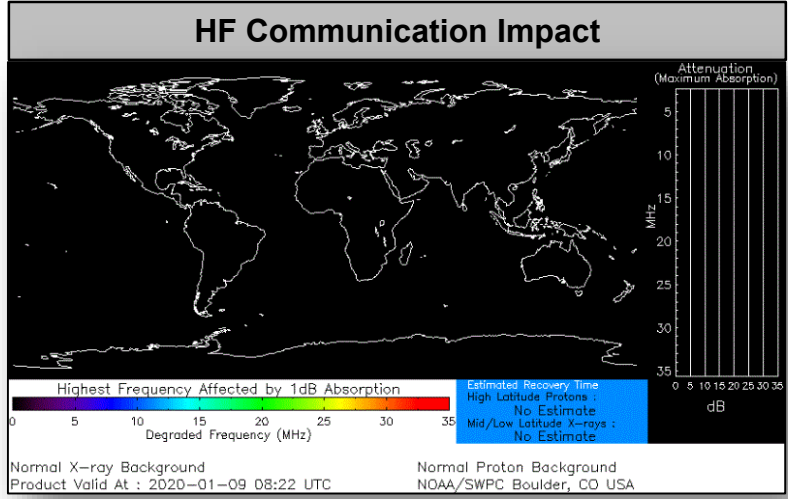 HF Communication Impact
Attenuation
(Maximum Absorption)
5
10
15
20
25
30
35
MHz
0 5 10 15 20 25 30 35
dB
Highest Frequency Affected by 1dB Absorption
0 5 10 15 20 25 30 35
Degraded Frequency (MHz)
Estimated Recovery Time
High Latitude Protons :
No Estimate
Mid/Low Latitude X-rays :
No Estimate
Normal X-ray Background
Normal Proton Background
Product Valid At : 2020-01-09 08:22 UTC
NOAA/SWPC Boulder, CO USA